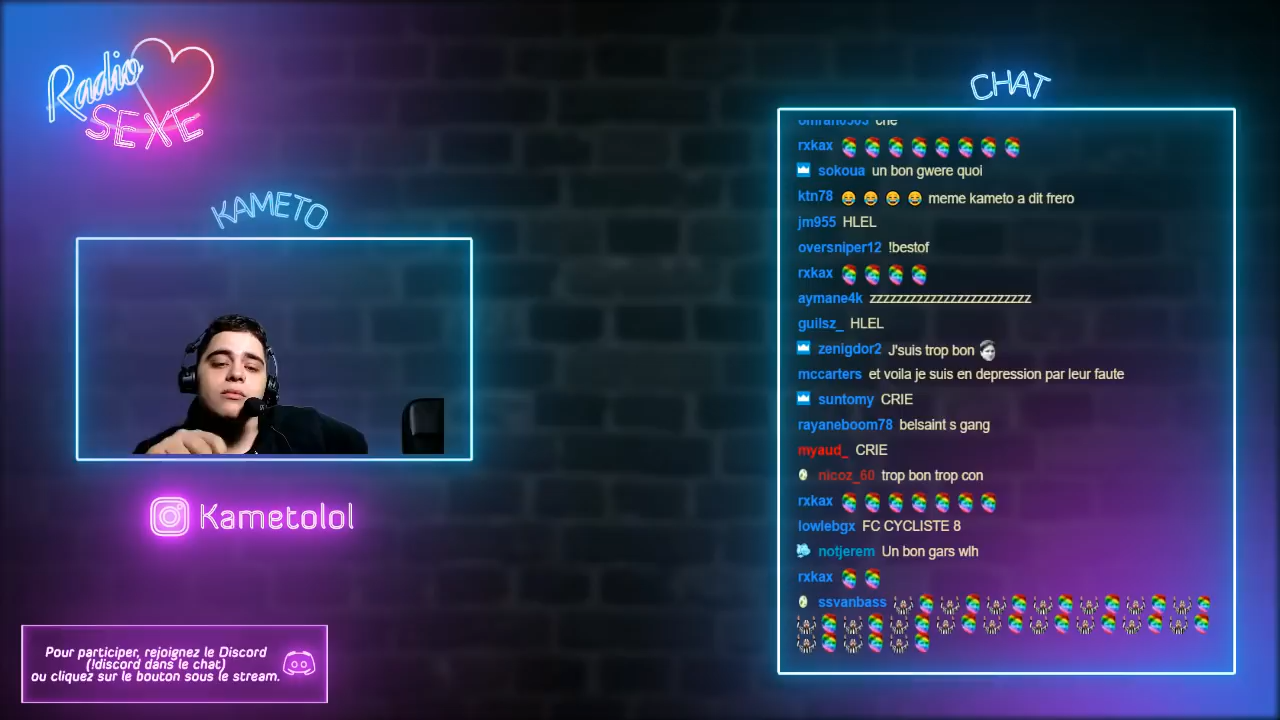 Radio
SEXE
KAMETO
Kametolol
Pour participer, rejoignez le Discord
(!discord dans le chat)
ou cliquez sur le bouton sous le stream.
CHAT
omran6563 crie
rxkax
sokoua un bon gwere quoi
ktn78 😂 😂 😂 😂 meme kameto a dit frero
jm955 HLEL
oversniper12 !bestof
rxkax
aymane4k zzzzzzzzzzzzzzzzzzzzzzzzz
guilsz_ HLEL
zenigdor2 J'suis trop bon
mccarters et voila je suis en depression par leur faute
suntomy CRIE
rayaneboom78 belsaint s gang
myaud_ CRIE
nicoz_60 trop bon trop con
rxkax
lowlebgx FC CYCLISTE 8
notjerem Un bon gars wlh
rxkax
ssvanbass